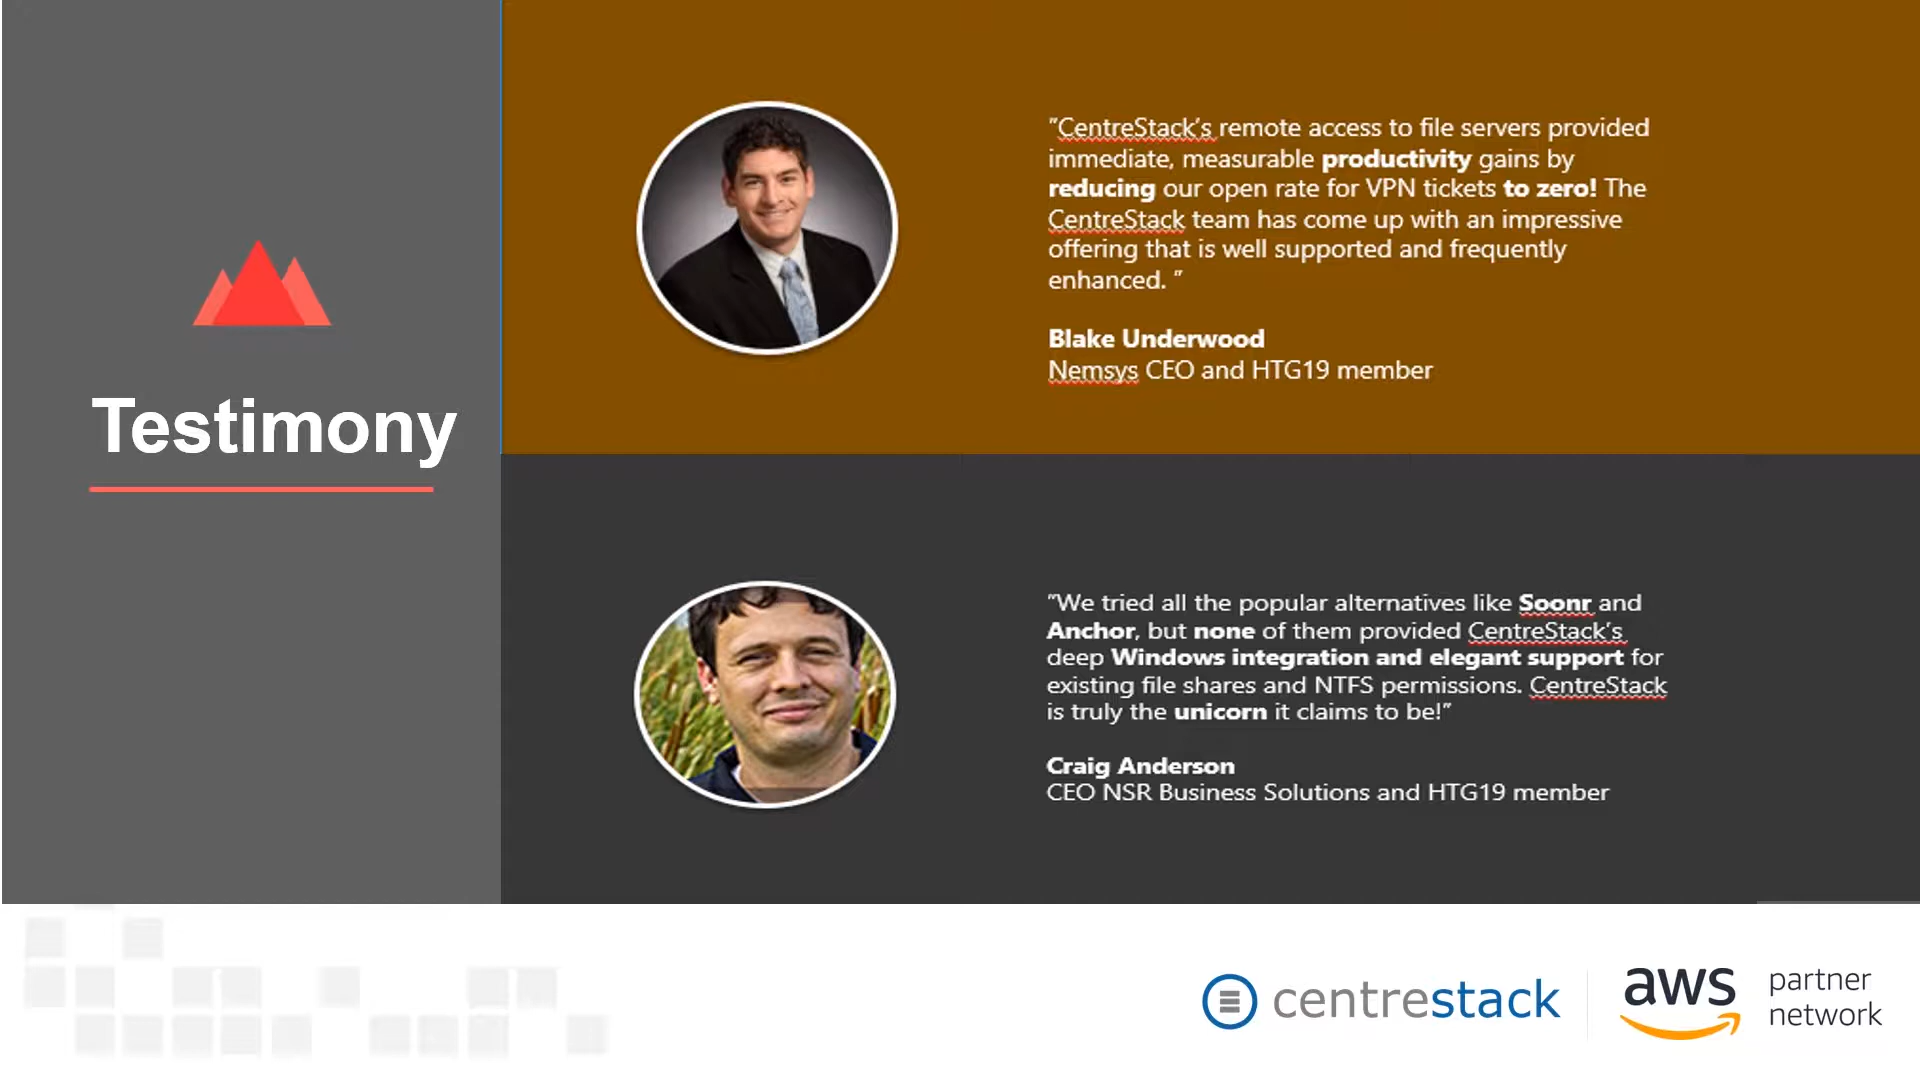 Testimony
"CentreStack's remote access to file servers provided
immediate, measurable productivity gains by
reducing our open rate for VPN tickets to zero! The
CentreStack team has come up with an impressive
offering that is well supported and frequently
enhanced. "
Blake Underwood
Nemsys CEO and HTG19 member
"We tried all the popular alternatives like Soonr and
Anchor, but none of them provided CentreStack's
deep Windows integration and elegant support for
existing file shares and NTFS permissions. CentreStack
is truly the unicorn it claims to be!"
Craig Anderson
CEO NSR Business Solutions and HTG19 member
centrestack
aws partner
network